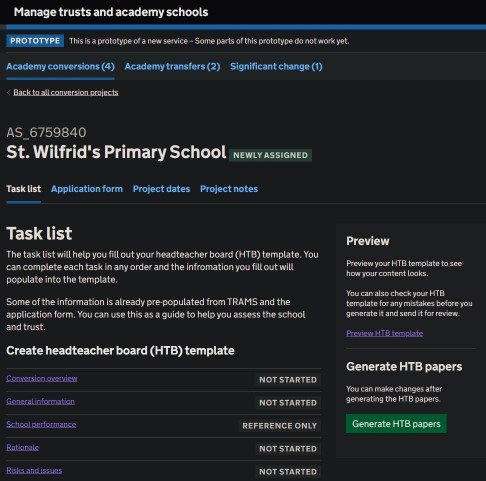 Manage trusts and academy schools
PROTOTYPE This is a prototype of a new service – Some parts of this prototype do not work yet.
Academy conversions (4) Academy transfers (2) Significant change (1)
< Back to all conversion projects
AS_6759840
St. Wilfrid's Primary School NEWLY ASSIGNED
Task list Application form Project dates Project notes
Task list
The task list will help you fill out your headteacher board (HTB) template. You
can complete each task in any order and the infromation you fill out will
populate into the template.
Some of the information is already pre-populated from TRAMS and the
application form. You can use this as a guide to help you assess the school
and trust.
Create headteacher board (HTB) template
Conversion overview NOT STARTED
General information NOT STARTED
School performance REFERENCE ONLY
Rationale NOT STARTED
Risks and issues NOT STARTED
Preview
Preview your HTB template to see
how your content looks.
You can also check your HTB
template for any mistakes before you
generate it and send it for review.
Preview HTB template
Generate HTB papers
You can make changes after
generating the HTB papers.
Generate HTB papers